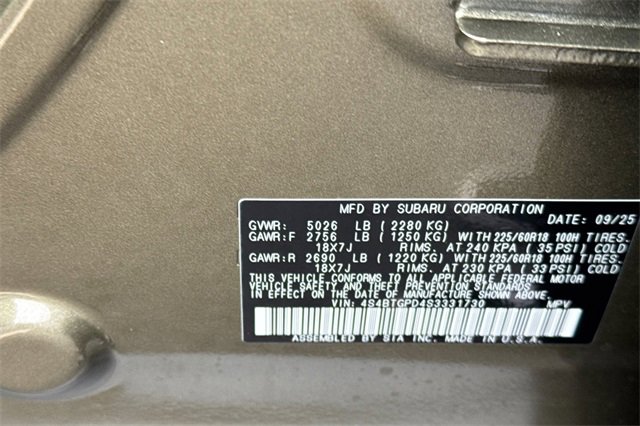 MFD BY SUBARU CORPORATION
DATE: 09/25
GVWR: 5026 LB ( 2280 KG)
GAWR:F 2756 LB ( 1250 KG) WITH 225/60R18 100H TIRES.
18X7J RIMS. AT 240 KPA ( 35 PSI) COLD
GAWR:R 2690 LB ( 1220 KG) WITH 225/60R18 100H TIRES.
18X7J RIMS. AT 230 KPA ( 33 PSI) COLD
THIS VEHICLE CONFORMS TO ALL APPLICABLE FEDERAL MOTOR
VEHICLE SAFETY AND THEFT PREVENTION STANDARDS
IN EFFECT ON THE DATE OF MANUFACTURE SHOWN ABOVE.
VIN: 4S4BTGPD4S3331730 MPV
ASSEMBLED BY SIA INC. MADE IN U.S.A.